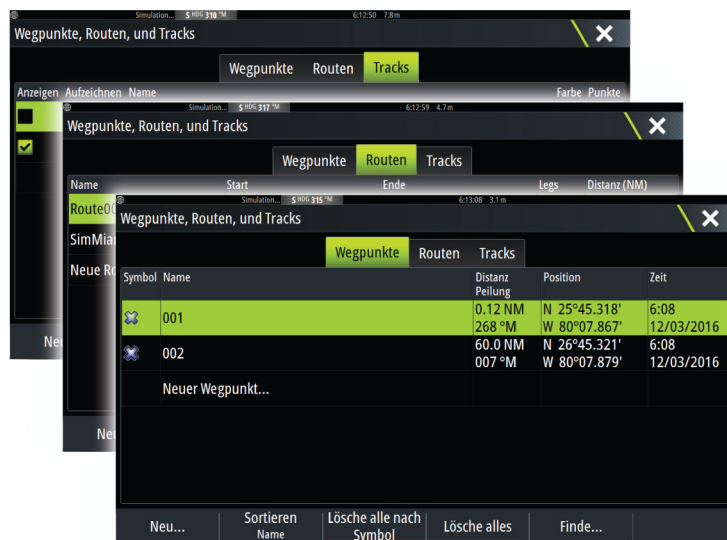 Simulation... S HDG 310 °M 6:12:50 7.8 m
Wegpunkte, Routen, und Tracks
Wegpunkte Routen Tracks
Anzeigen Aufzeichnen Name Farbe Punkte
Simulation... S HDG 317 °M 6:12:59 4.7 m
Wegpunkte, Routen, und Tracks
Wegpunkte Routen Tracks
Name Start Ende Legs Distanz (NM)
Route00
SimMia
Neue Ro
Simulation... S HDG 315 °M 6:13:08 3.1 m
Wegpunkte, Routen, und Tracks
Wegpunkte Routen Tracks
Symbol Name Distanz Position Zeit
Peilung
001 0.12 NM N 25°45.318' 6:08
268 °M W 80°07.867' 12/03/2016
002 60.0 NM N 26°45.321' 6:08
007 °M W 80°07.879' 12/03/2016
Neuer Wegpunkt...
Neu... Sortieren Lösche alle nach Lösche alles Finde...
Name Symbol